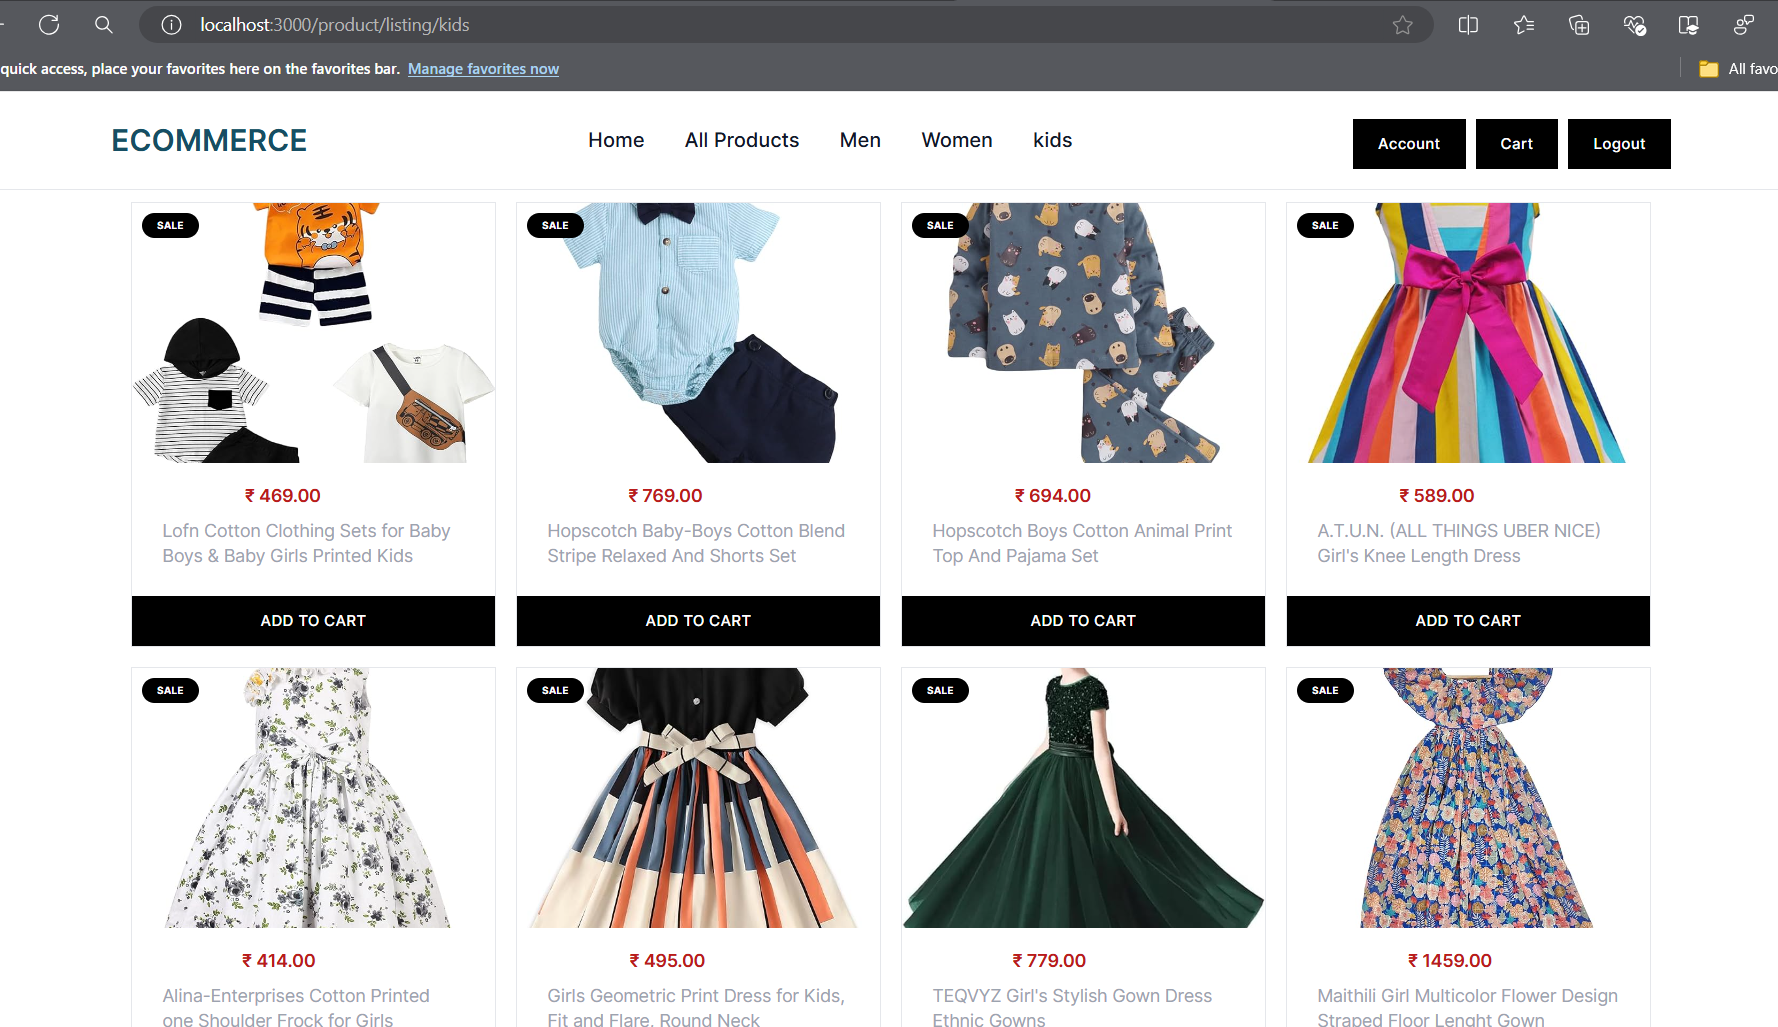 localhost:3000/product/listing/kids
quick access, place your favorites here on the favorites bar. Manage favorites now
All favo
ECOMMERCE
Home All Products Men Women kids
Account Cart Logout
SALE SALE SALE SALE
₹ 469.00 ₹ 769.00 ₹ 694.00 ₹ 589.00
Lofn Cotton Clothing Sets for Baby
Boys & Baby Girls Printed Kids
Hopscotch Baby-Boys Cotton Blend
Stripe Relaxed And Shorts Set
Hopscotch Boys Cotton Animal Print
Top And Pajama Set
A.T.U.N. (ALL THINGS UBER NICE)
Girl's Knee Length Dress
ADD TO CART ADD TO CART ADD TO CART ADD TO CART
SALE SALE SALE SALE
₹ 414.00 ₹ 495.00 ₹ 779.00 ₹ 1459.00
Alina-Enterprises Cotton Printed
one Shoulder Frock for Girls
Girls Geometric Print Dress for Kids,
Fit and Flare, Round Neck
TEQVYZ Girl's Stylish Gown Dress
Ethnic Gowns
Maithili Girl Multicolor Flower Design
Straped Floor Lenght Gown